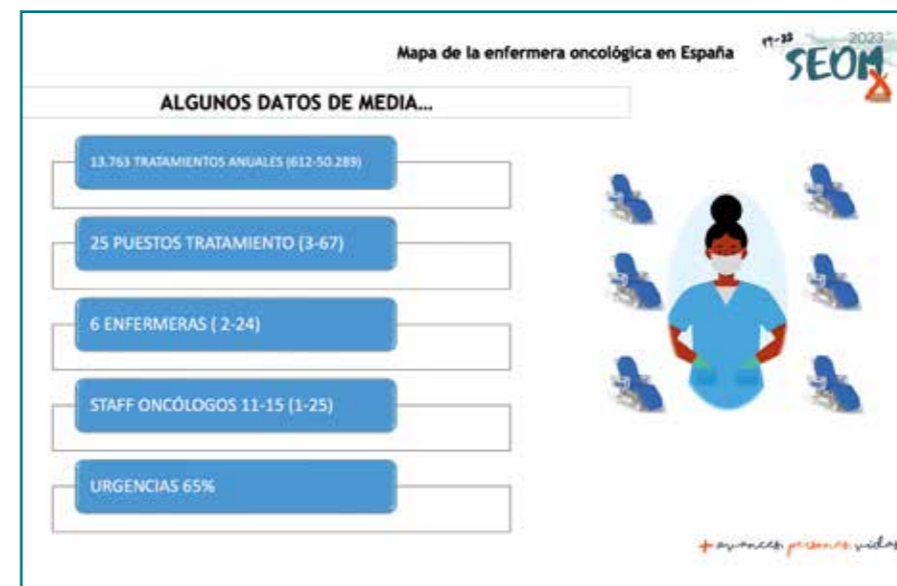 Mapa de la enfermera oncológica en España
19-23
2023
SEOM
ALGUNOS DATOS DE MEDIA...
13.763 TRATAMIENTOS ANUALES (612-50.289)
25 PUESTOS TRATAMIENTO (3-67)
6 ENFERMERAS ( 2-24)
STAFF ONCÓLOGOS 11-15 (1-25)
URGENCIAS 65%
+ avances personas vidas